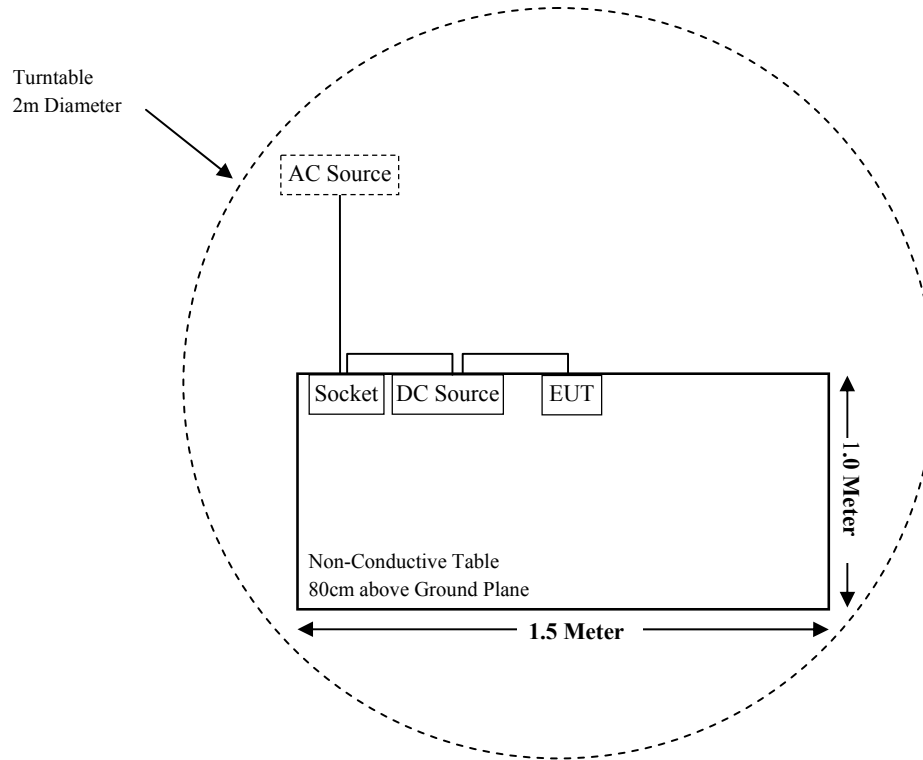 Turntable
2m Diameter
AC Source
Socket
DC Source
EUT
1.0 Meter
Non-Conductive Table
80cm above Ground Plane
1.5 Meter